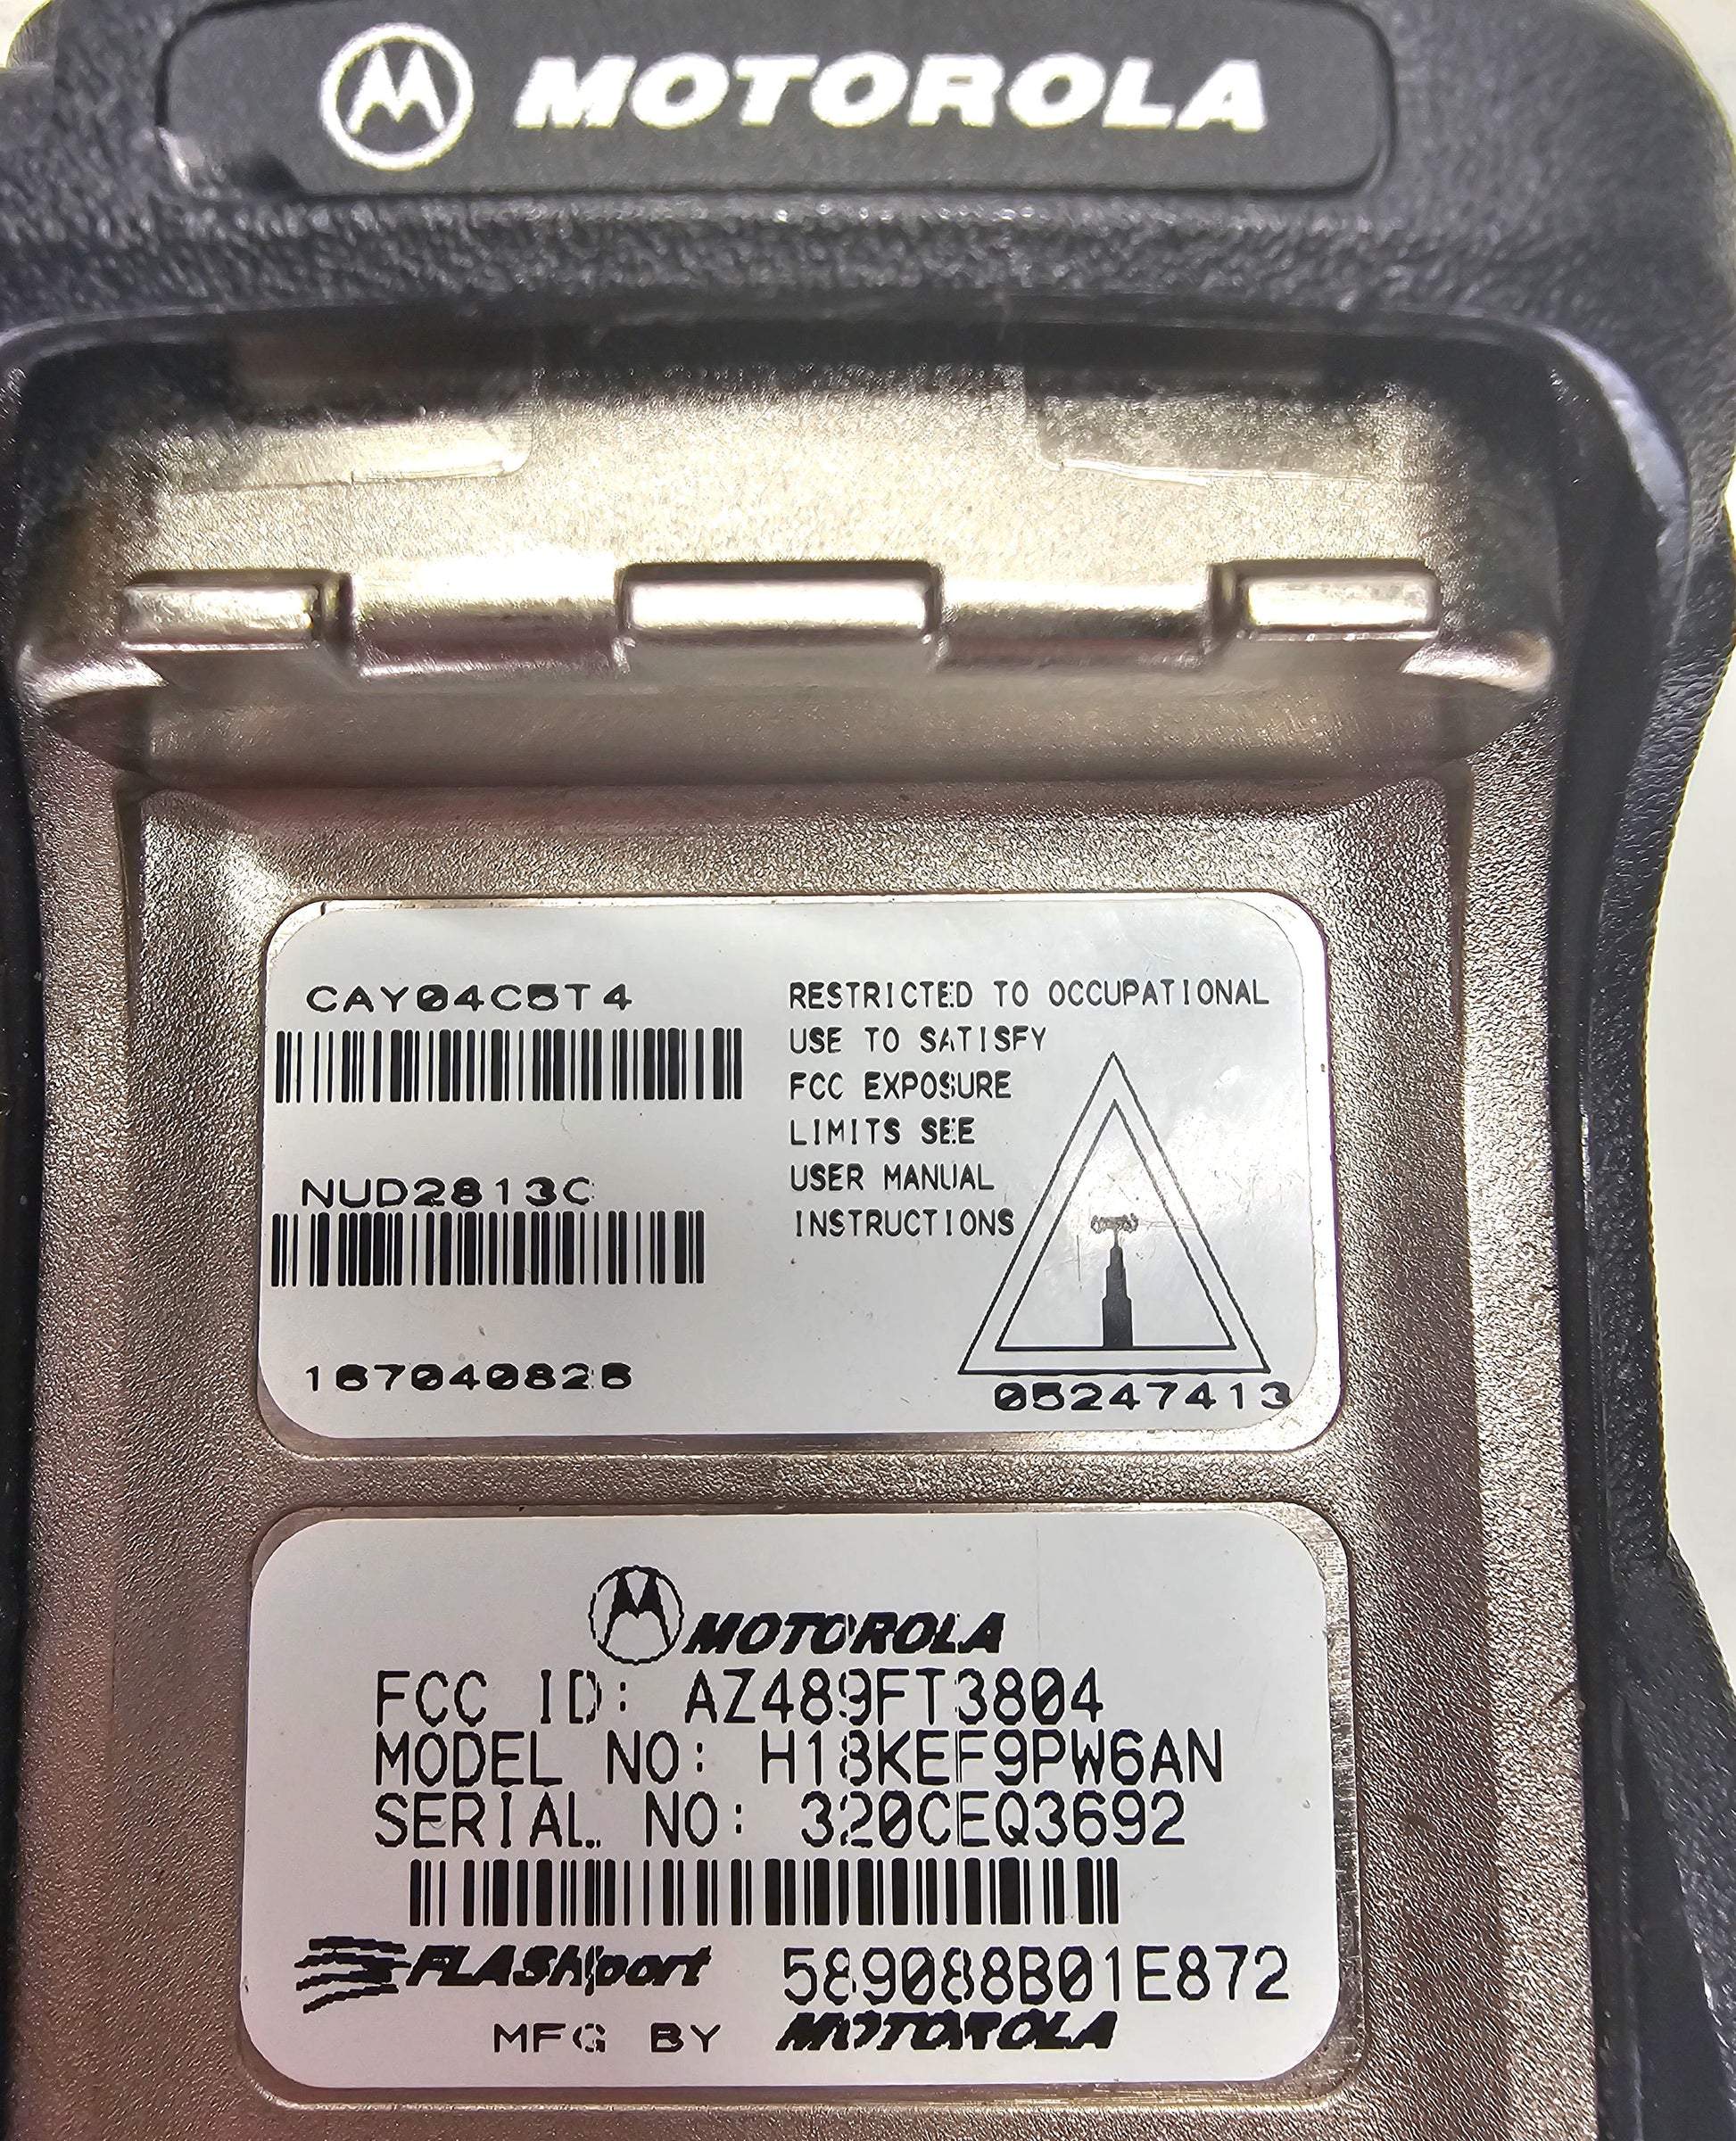 MOTOROLA
CAY04C5T4
NUD2813C
167040826
RESTRICTED TO OCCUPATIONAL
USE TO SATISFY
FCC EXPOSURE
LIMITS SEE
USER MANUAL
INSTRUCTIONS
05247413
MOTOROLA
FCC ID: AZ489FT3804
MODEL NO: H18KEF9PW6AN
SERIAL NO: 320CEQ3692
FLASHport 589088B01E872
MFG BY MOTOROLA